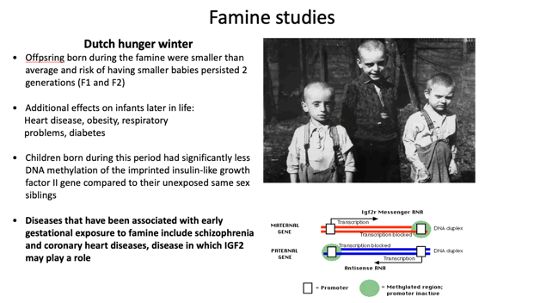 Famine studies
Dutch hunger winter
• Offpsring born during the famine were smaller than
average and risk of having smaller babies persisted 2
generations (F1 and F2)
• Additional effects on infants later in life:
Heart disease, obesity, respiratory
problems, diabetes
• Children born during this period had significantly less
DNA methylation of the imprinted insulin-like growth
factor II gene compared to their unexposed same sex
siblings
• Diseases that have been associated with early
gestational exposure to famine include schizophrenia
and coronary heart diseases, disease in which IGF2
may play a role
Igf2r Messenger RNA
Transcription
MATERNAL
GENE
DNA duplex
Transcription blocked
Transcription blocked
PATERNAL
GENE
DNA duplex
Transcription
Antisense RNA
= Promoter
= Methylated region;
promoter inactive